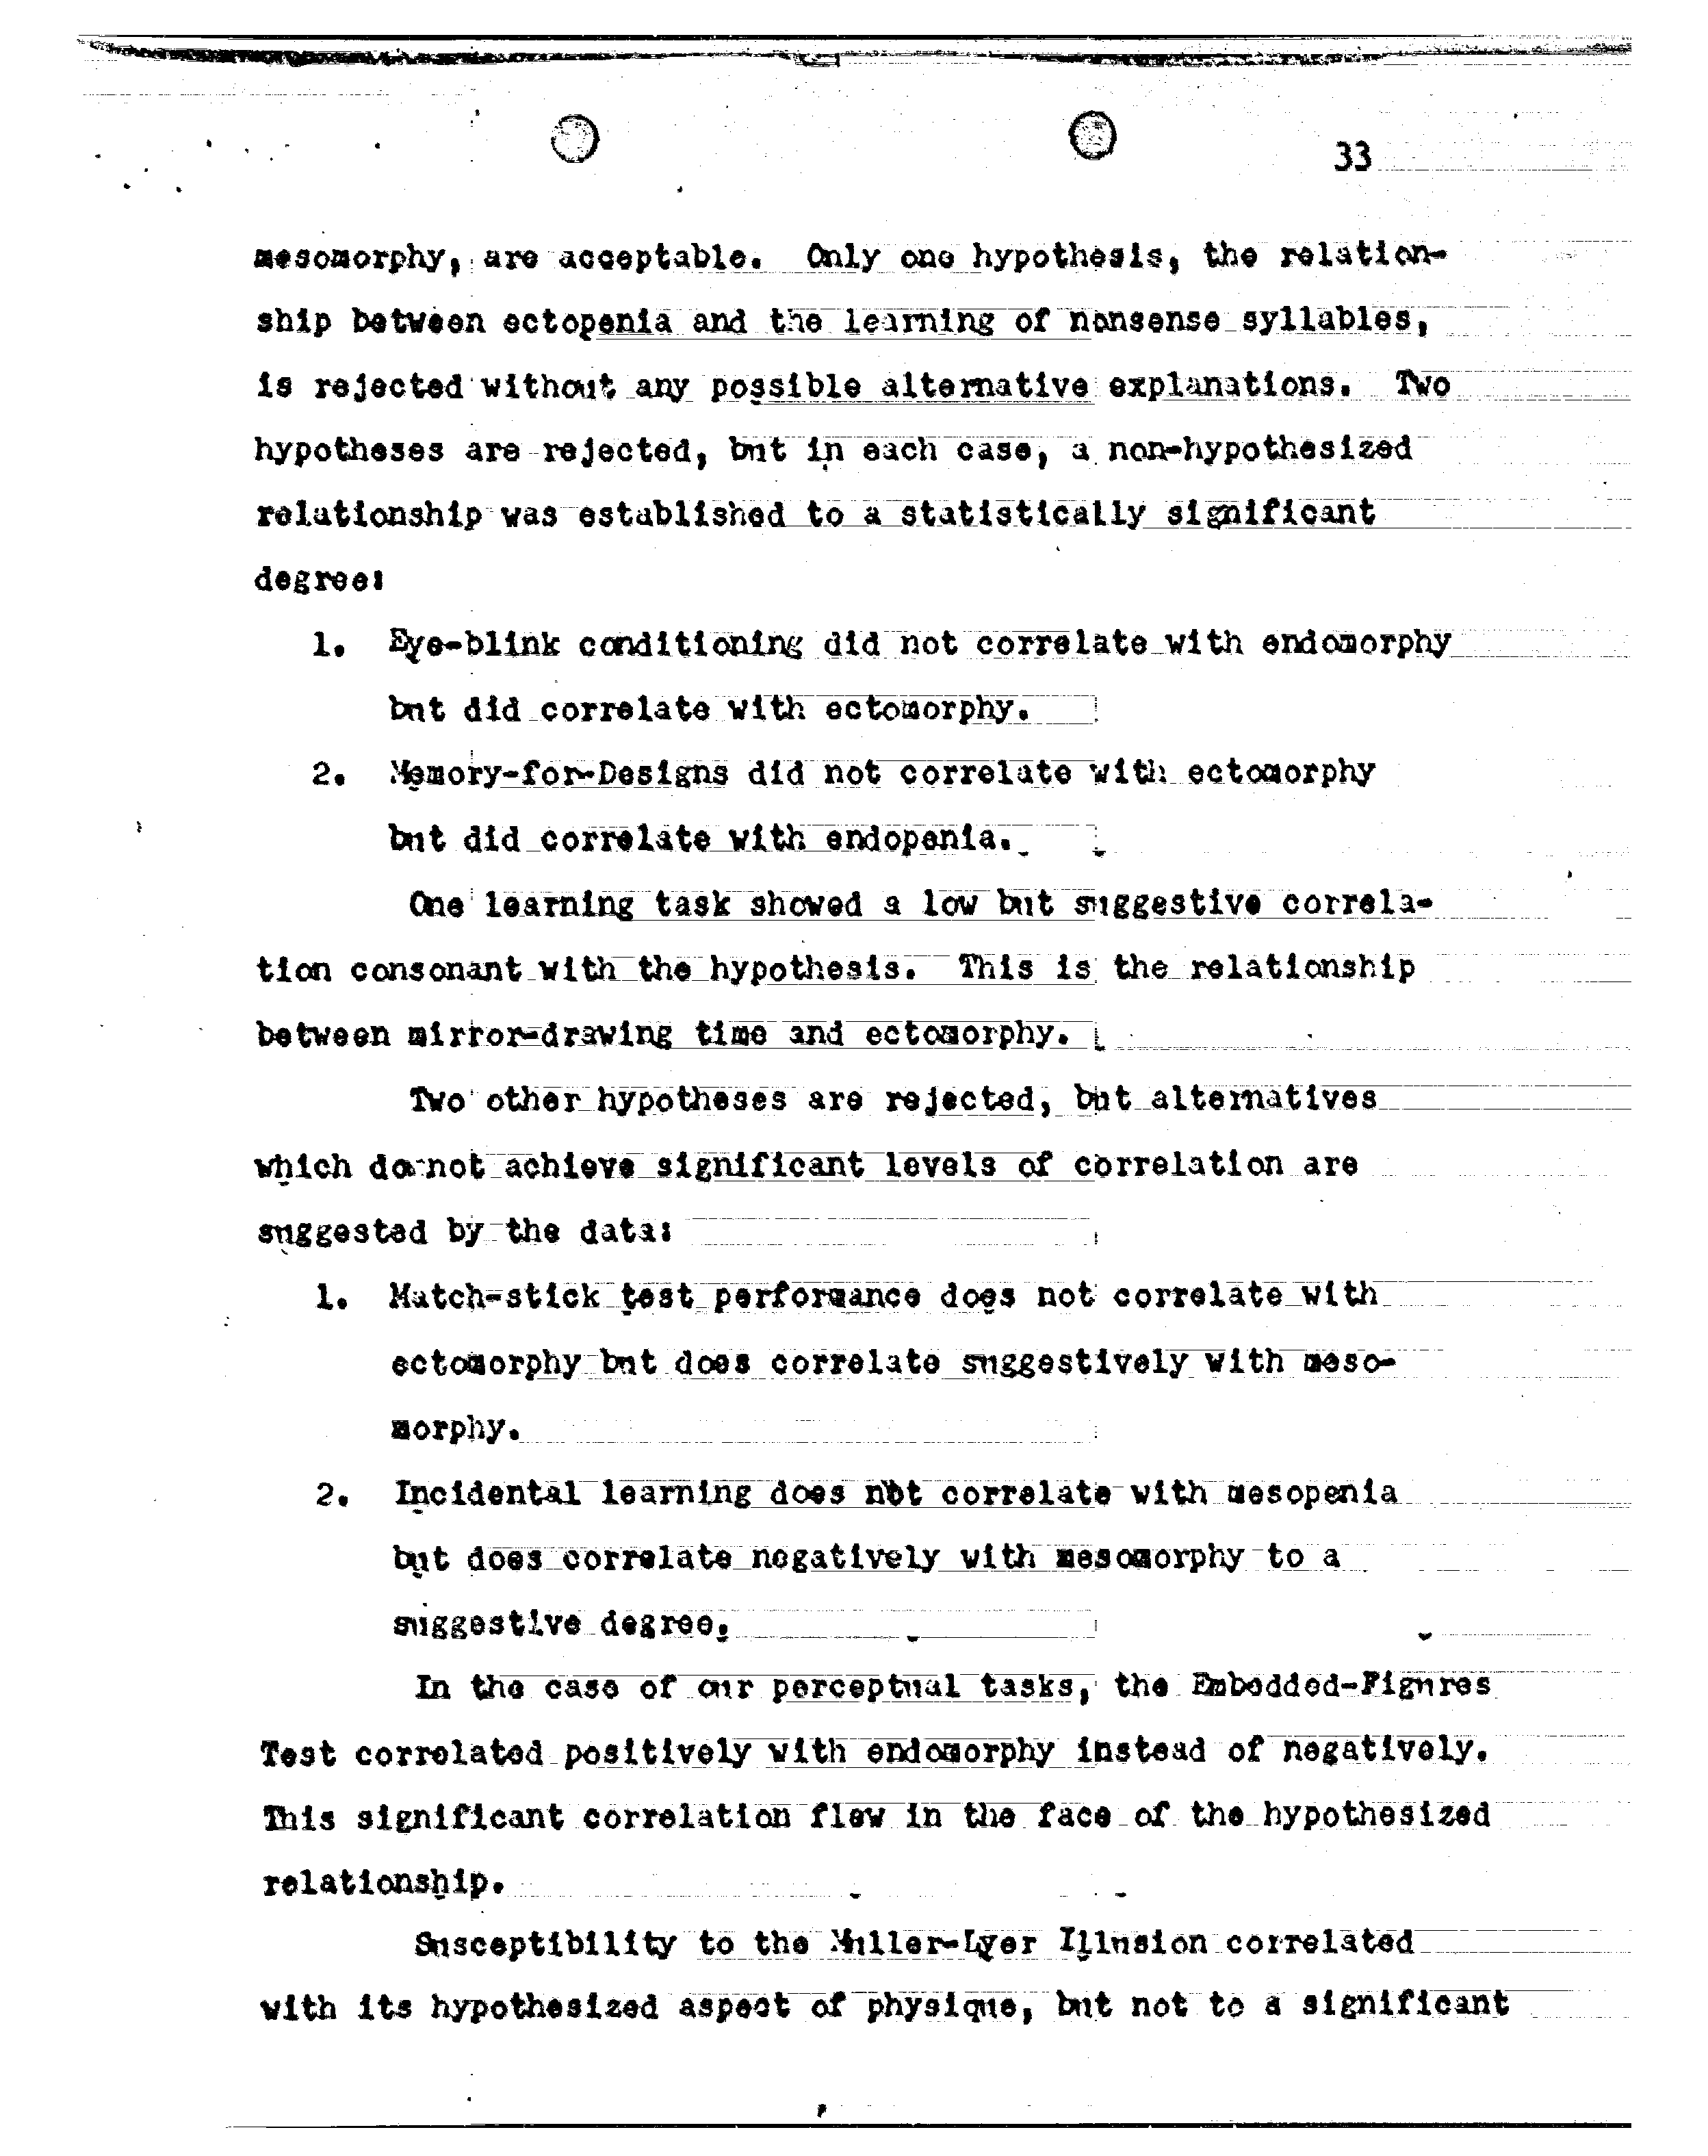 33
mesomorphy, are acceptable. Only one hypothesis, the relation-
ship between ectopenia and the learning of nonsense syllables,
is rejected without any possible alternative explanations. Two
hypotheses are rejected, but in each case, a non-hypothesized
relationship was established to a statistically significant
degree:
1. Eye-blink conditioning did not correlate with endomorphy
but did correlate with ectomorphy.
2. Memory-for-Designs did not correlate with ectomorphy
but did correlate with endopenia.
One learning task showed a low but suggestive correla-
tion consonant with the hypothesis. This is the relationship
between mirror-drawing time and ectomorphy.
Two other hypotheses are rejected, but alternatives
which do not achieve significant levels of correlation are
suggested by the data:
1. Match-stick test performance does not correlate with
ectomorphy but does correlate suggestively with meso-
morphy.
2. Incidental learning does not correlate with mesopenia
but does correlate negatively with mesomorphy to a
suggestive degree.
In the case of our perceptual tasks, the Embedded-Figures
Test correlated positively with endomorphy instead of negatively.
This significant correlation flew in the face of the hypothesized
relationship.
Susceptibility to the Muller-Lyer Illusion correlated
with its hypothesized aspect of physique, but not to a significant